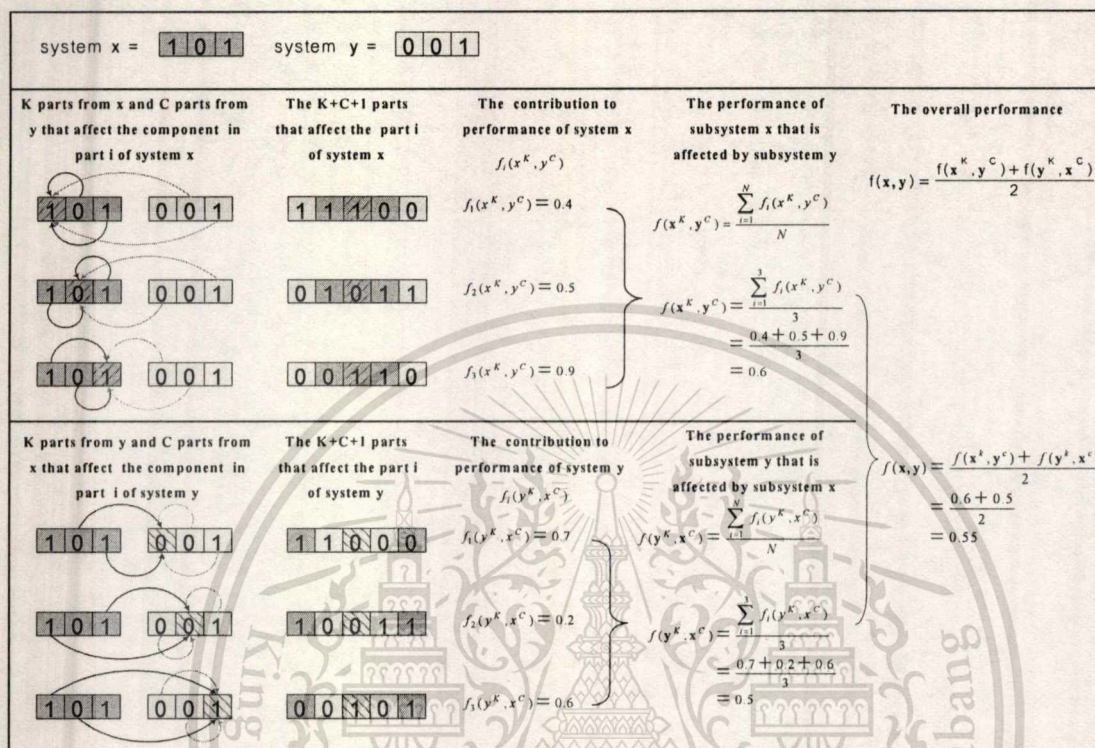 system x = 1 0 1 system y = 0 0 1
K parts from x and C parts from
y that affect the component in
part i of system x
The K+C+1 parts
that affect the part i
of system x
The contribution to
performance of system x
f_i(x^K, y^C)
The performance of
subsystem x that is
affected by subsystem y
The overall performance
f(x,y) = (f(x^K, y^C) + f(y^K, x^C)) / 2
1 0 1 0 0 1
1 1 1 0 0
f_1(x^K, y^C) = 0.4
1 0 1 0 0 1
0 1 0 1 1
f_2(x^K, y^C) = 0.5
1 0 1 0 0 1
0 0 1 1 0
f_3(x^K, y^C) = 0.9
f(x^K, y^C) = Σ_{i=1}^{N} f_i(x^K, y^C) / N
f(x^K, y^C) = Σ_{i=1}^{3} f_i(x^K, y^C) / 3
= (0.4 + 0.5 + 0.9) / 3
= 0.6
K parts from y and C parts from
x that affect the component in
part i of system y
The K+C+1 parts
that affect the part i
of system y
The contribution to
performance of system y
f_i(y^K, x^C)
The performance of
subsystem y that is
affected by subsystem x
1 0 1 0 0 1
1 1 0 0 0
f_1(y^K, x^C) = 0.7
1 0 1 0 0 1
1 0 0 1 1
f_2(y^K, x^C) = 0.2
1 0 1 0 0 1
0 0 1 0 1
f_3(y^K, x^C) = 0.6
f(y^K, x^C) = Σ_{i=1}^{N} f_i(y^K, x^C) / N
f(y^K, x^C) = Σ_{i=1}^{3} f_i(y^K, x^C) / 3
= (0.7 + 0.2 + 0.6) / 3
= 0.5
f(x,y) = (f(x^k, y^c) + f(y^k, x^c / 2
= (0.6 + 0.5) / 2
= 0.55
King
bang